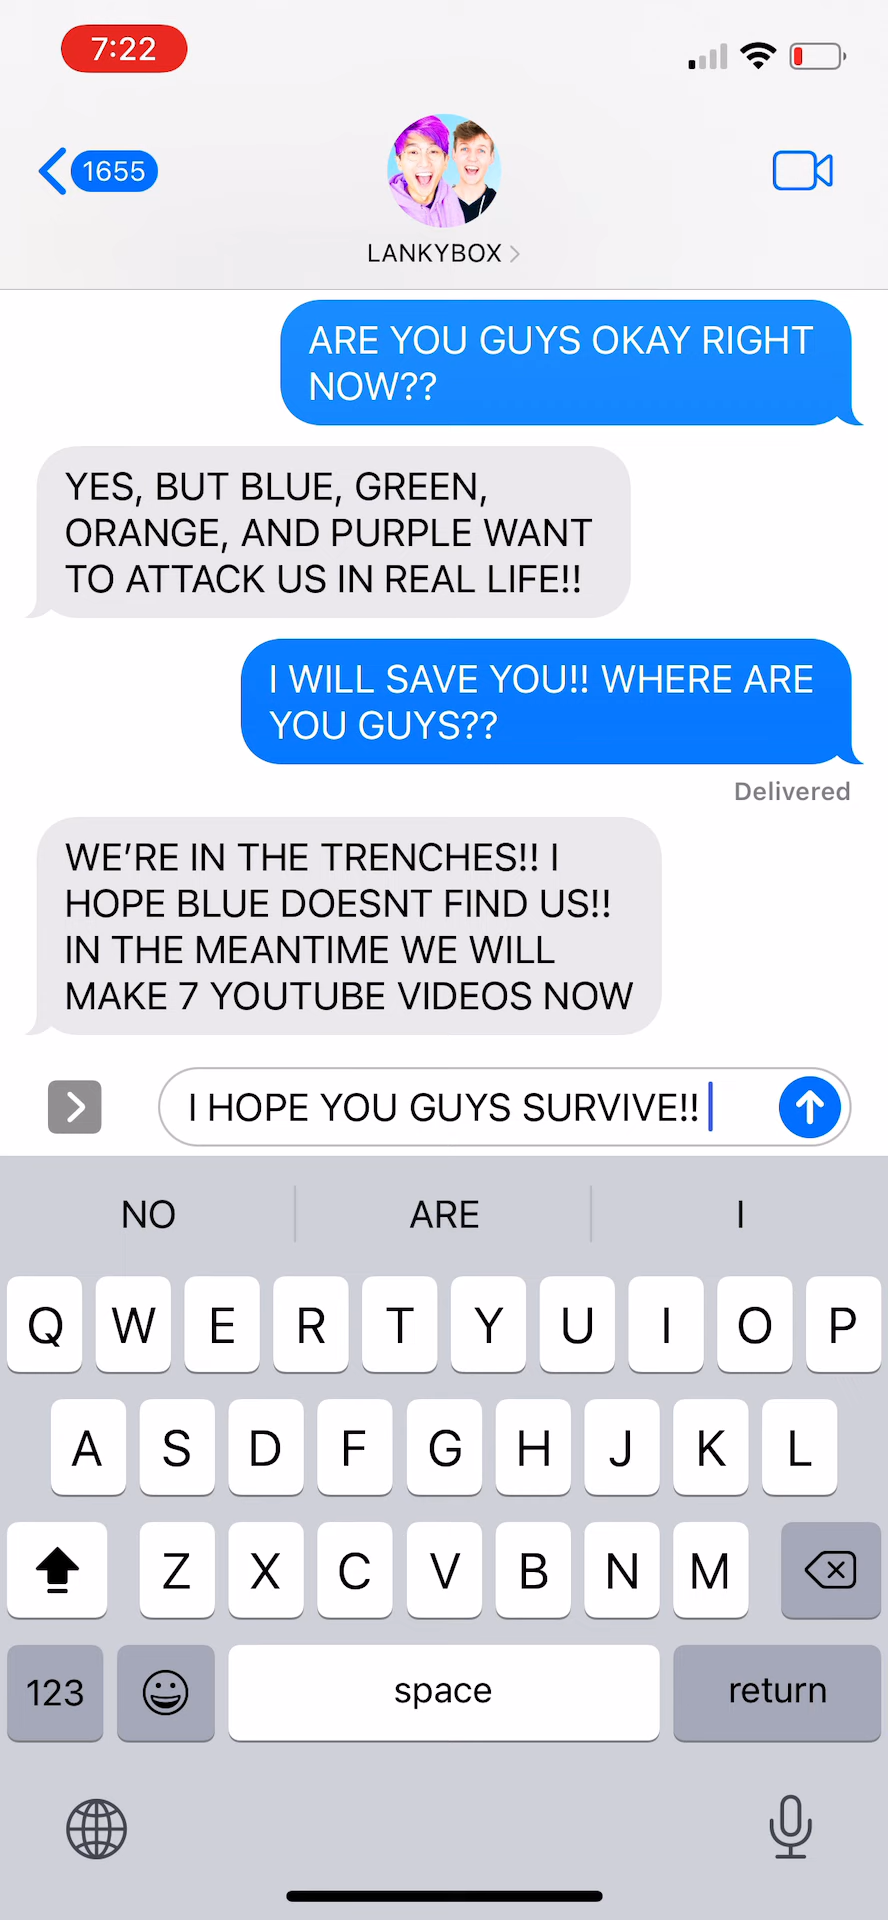 7:22
1655
LANKYBOX
ARE YOU GUYS OKAY RIGHT
NOW??
YES, BUT BLUE, GREEN,
ORANGE, AND PURPLE WANT
TO ATTACK US IN REAL LIFE!!
I WILL SAVE YOU!! WHERE ARE
YOU GUYS??
Delivered
WE’RE IN THE TRENCHES!! I
HOPE BLUE DOESNT FIND US!!
IN THE MEANTIME WE WILL
MAKE 7 YOUTUBE VIDEOS NOW
I HOPE YOU GUYS SURVIVE!!
NO ARE I
Q W E R T Y U I O P
A S D F G H J K L
Z X C V B N M
123 space return